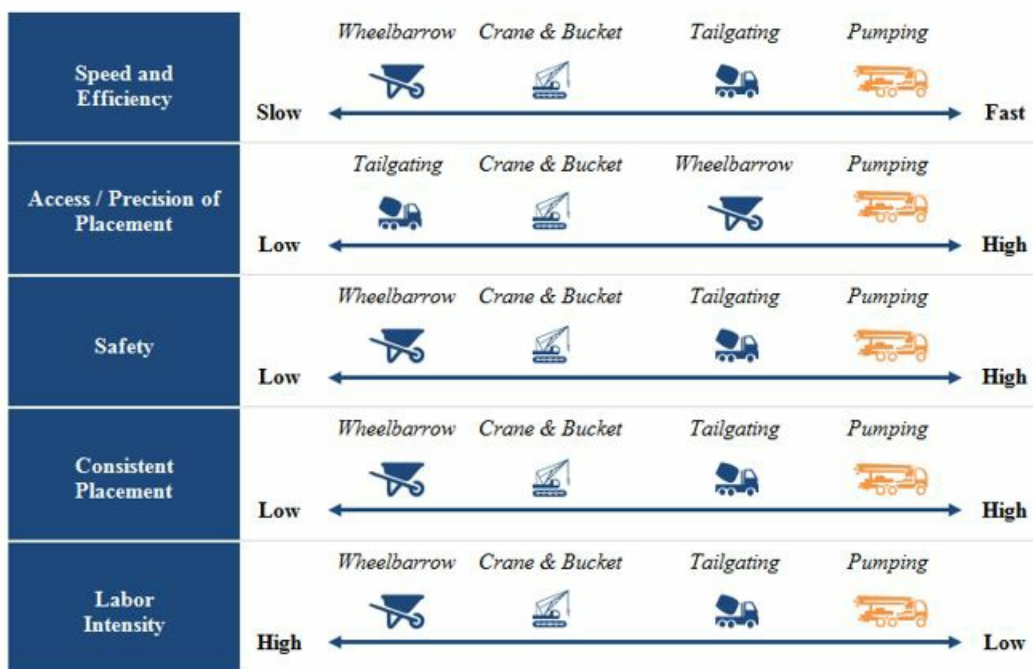 Wheelbarrow Crane & Bucket Tailgating Pumping
Speed and
Efficiency
Slow Fast
Tailgating Crane & Bucket Wheelbarrow Pumping
Access / Precision of
Placement
Low High
Wheelbarrow Crane & Bucket Tailgating Pumping
Safety
Low High
Wheelbarrow Crane & Bucket Tailgating Pumping
Consistent
Placement
Low High
Wheelbarrow Crane & Bucket Tailgating Pumping
Labor
Intensity
High Low